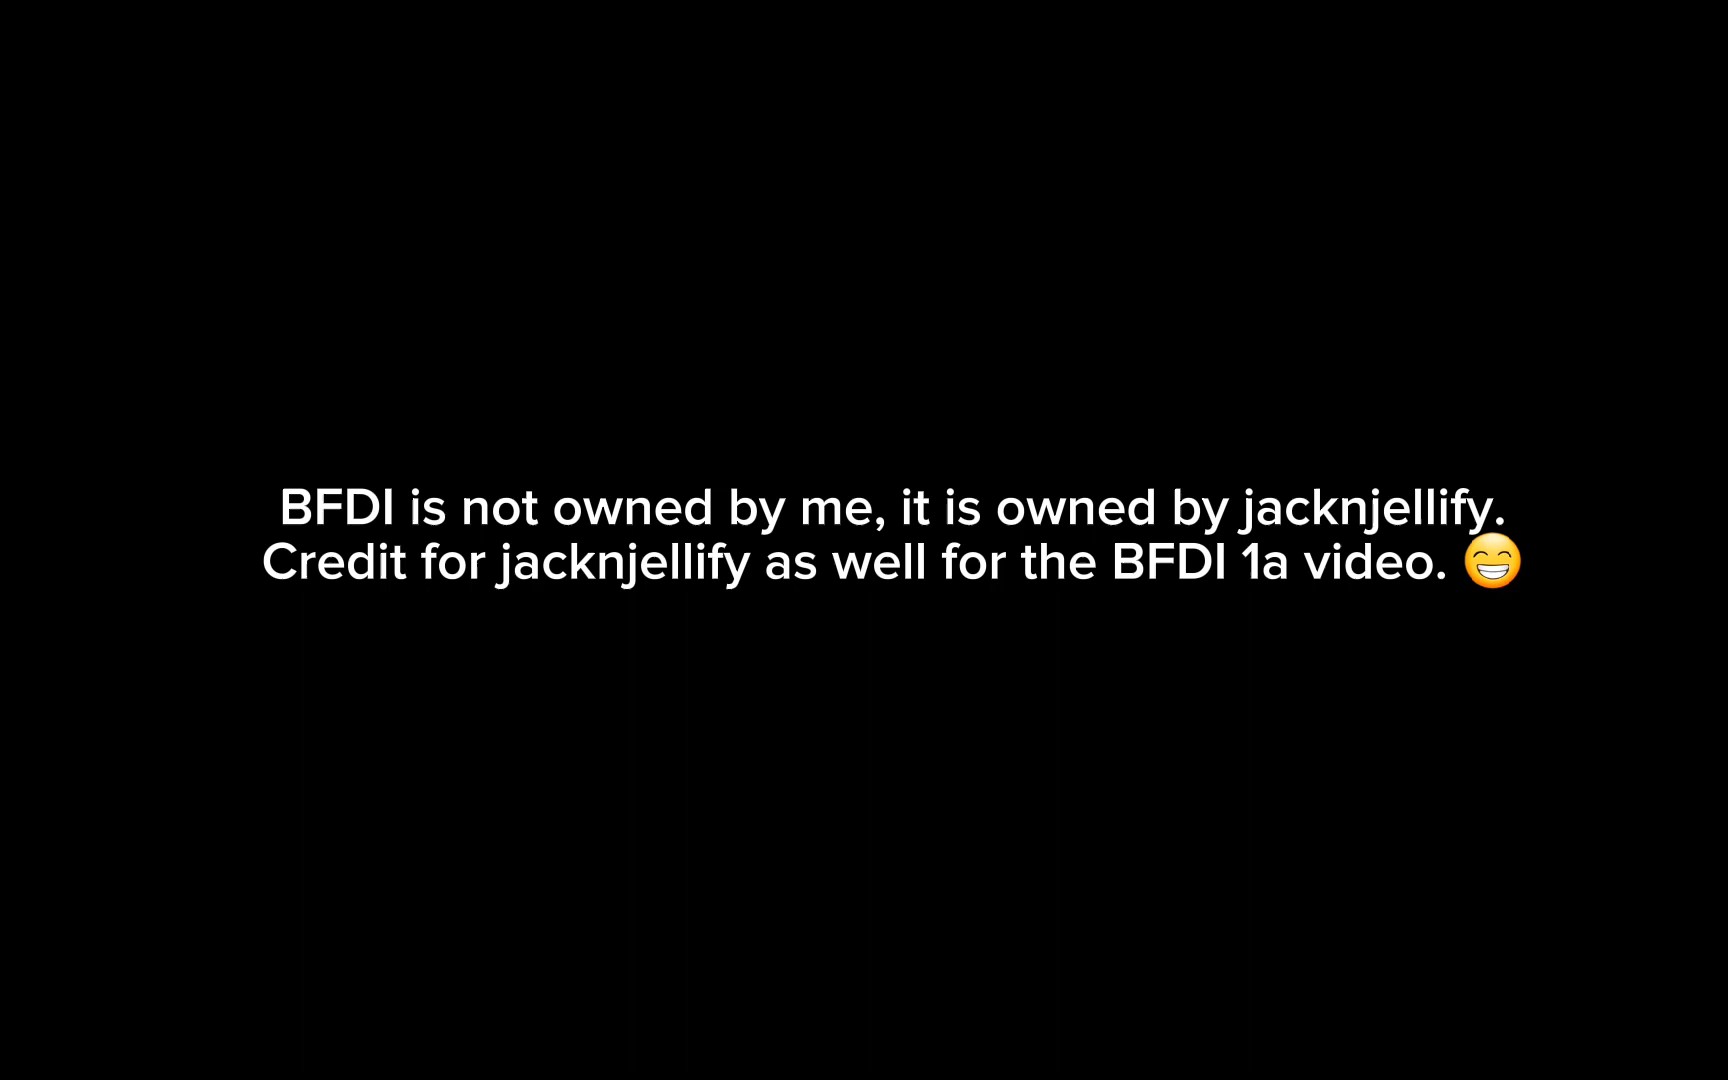 BFDI is not owned by me, it is owned by jacknjellify.
Credit for jacknjellify as well for the BFDI 1a video. 😁